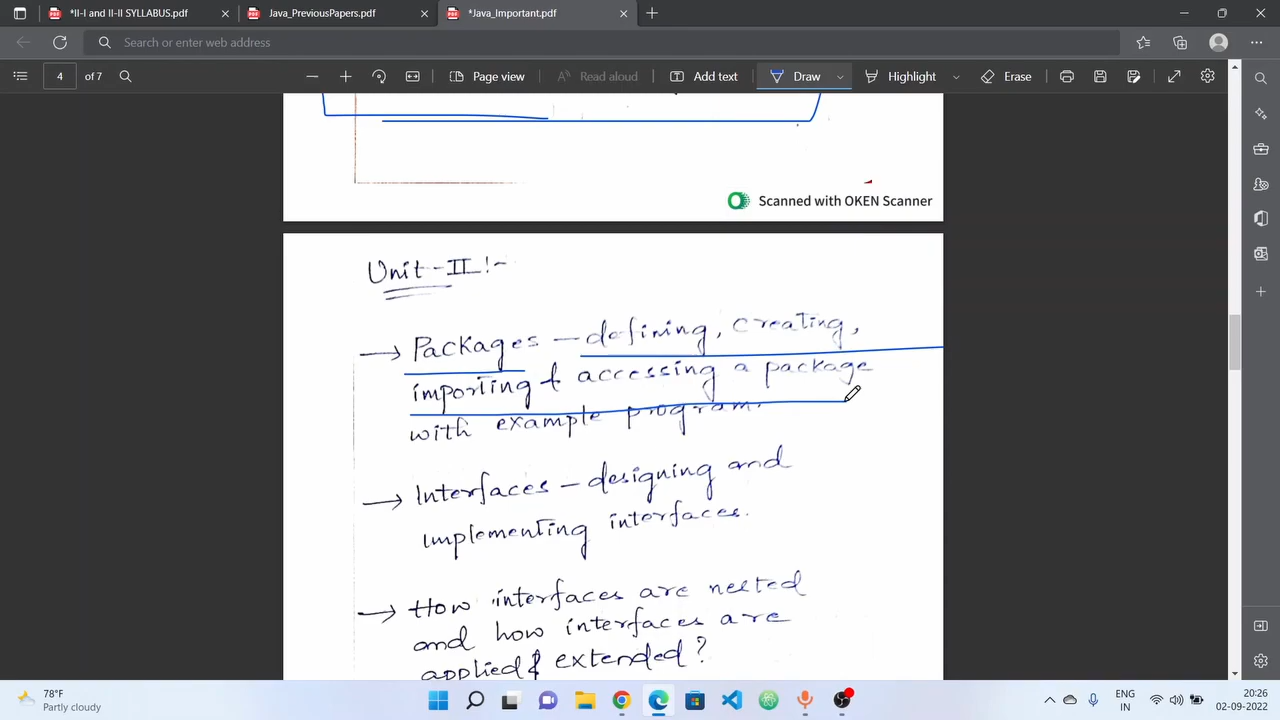 *II-I and II-II SYLLABUS.pdf
Java_PreviousPapers.pdf
*Java_Important.pdf
Search or enter web address
4 of 7
Page view
Read aloud
Add text
Draw
Highlight
Erase
Scanned with OKEN Scanner
Unit-II:-
→ Packages – defining, creating,
importing & accessing a package
with example program.
→ Interfaces – designing and
implementing interfaces.
→ How interfaces are nested
and how interfaces are
applied & extended?
78°F
Partly cloudy
ENG
IN
20:26
02-09-2022